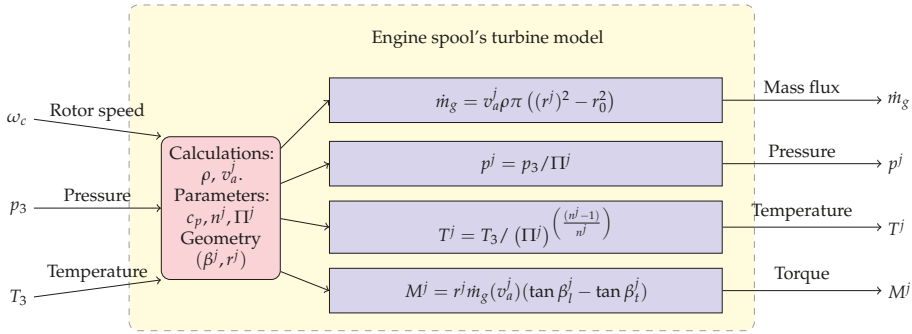 Engine spool's turbine model
ω_c
Rotor speed
p_3
Pressure
T_3
Temperature
Calculations:
ρ, v_a^j.
Parameters:
c_p, n^j, Π^j
Geometry
(β^j, r^j)
ṁ_g = v_a^j ρπ ((r^j)^2 − r_0^2)
p^j = p_3/Π^j
T^j = T_3/ (Π^j)^(((n^j−1)/n^j))
M^j = r^j ṁ_g(v_a^j)(tan β_l^j − tan β_t^j)
Mass flux
ṁ_g
Pressure
p^j
Temperature
T^j
Torque
M^j